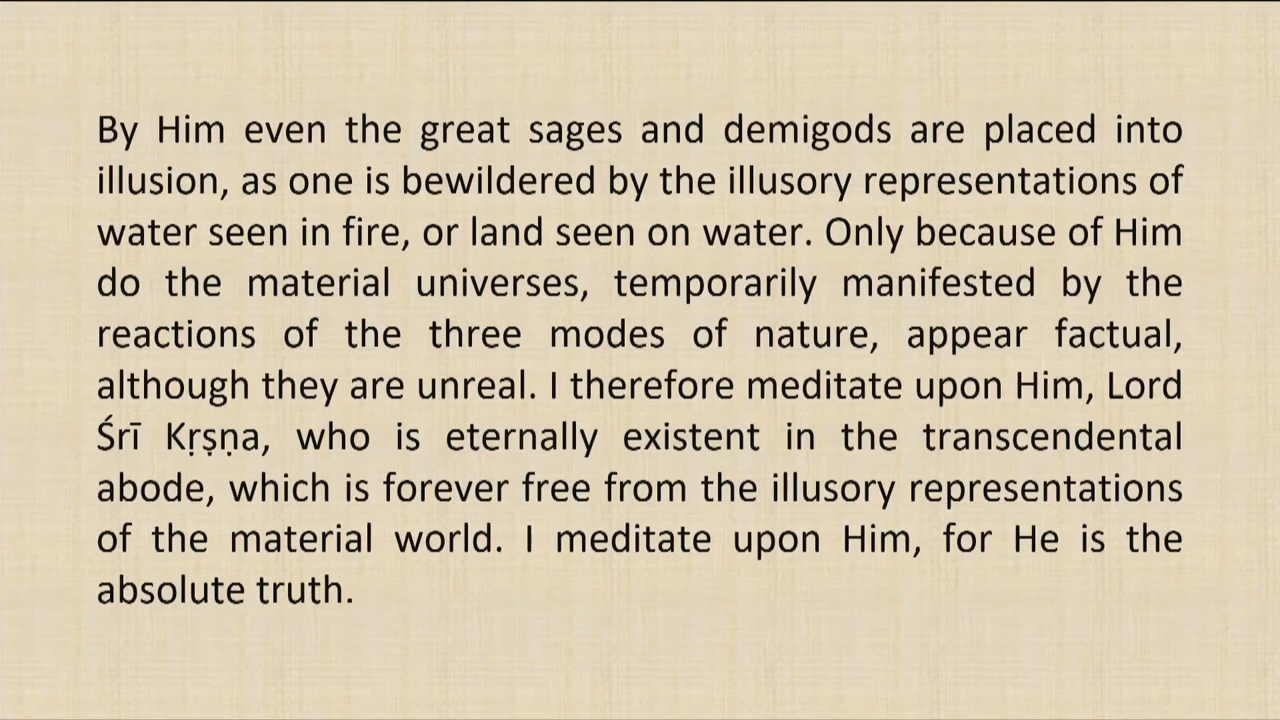 By Him even the great sages and demigods are placed into
illusion, as one is bewildered by the illusory representations of
water seen in fire, or land seen on water. Only because of Him
do the material universes, temporarily manifested by the
reactions of the three modes of nature, appear factual,
although they are unreal. I therefore meditate upon Him, Lord
Śrī Kṛṣṇa, who is eternally existent in the transcendental
abode, which is forever free from the illusory representations
of the material world. I meditate upon Him, for He is the
absolute truth.